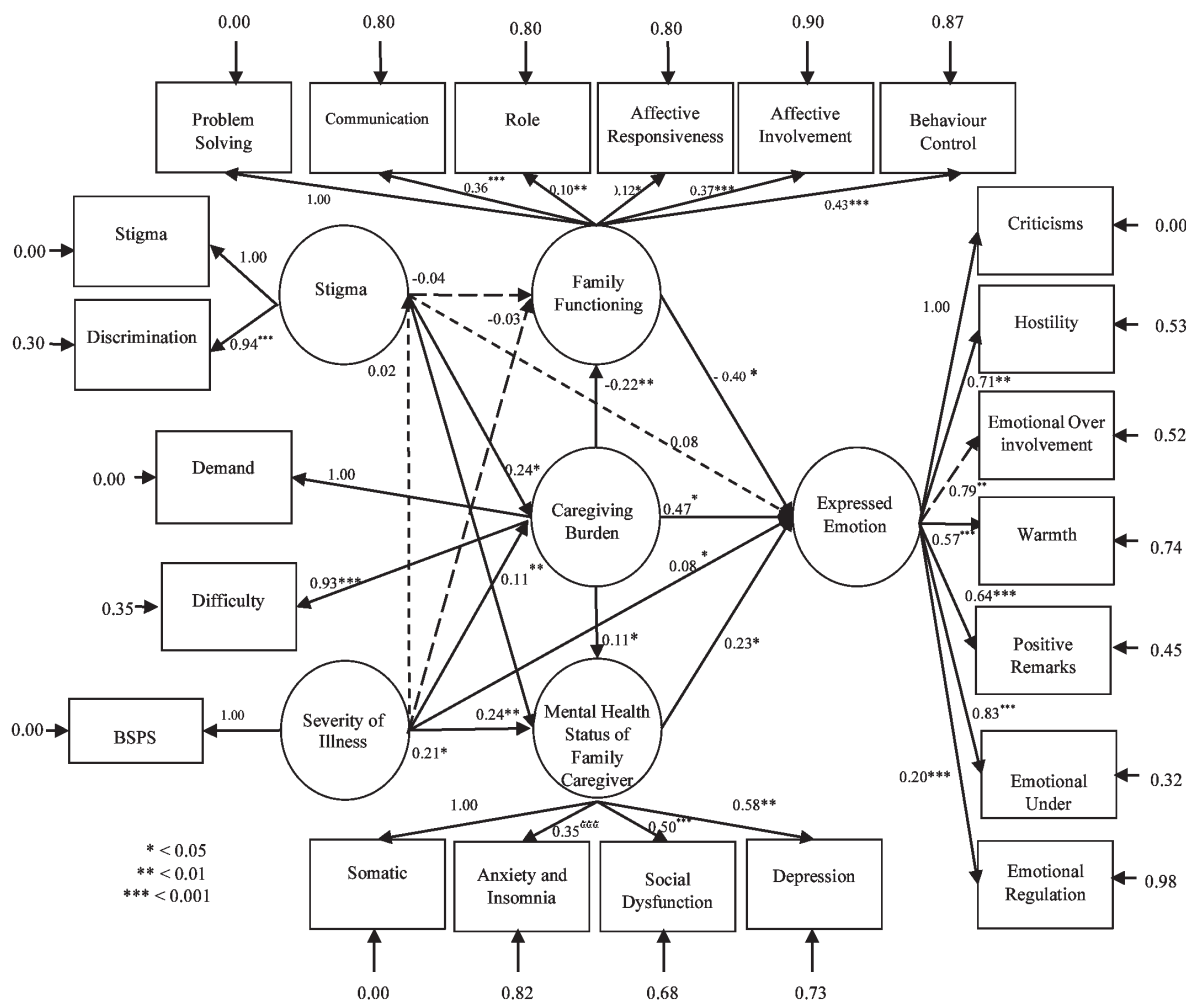 0.00
0.80
0.80
0.80
0.90
0.87
Problem
Solving
Communication
Role
Affective
Responsiveness
Affective
Involvement
Behaviour
Control
1.00
0.36***
0.10**
0.12*
0.37***
0.43***
Stigma
0.00
1.00
Discrimination
0.30
0.94***
Stigma
-0.04
-0.03
0.02
Family
Functioning
-0.22**
- 0.40 *
0.08
Demand
0.00
1.00
0.24*
Caregiving
Burden
0.47*
Expressed
Emotion
Difficulty
0.35
0.93***
0.11**
0.08*
0.11*
0.23*
BSPS
0.00
1.00
Severity of
Illness
0.24**
0.21*
Mental Health
Status of
Family
Caregiver
Criticisms
0.00
1.00
Hostility
0.53
0.71**
Emotional Over
involvement
0.52
0.79**
Warmth
0.57***
0.74
0.64***
Positive
Remarks
0.45
0.83***
Emotional
Under
0.32
0.20***
Emotional
Regulation
0.98
1.00
0.50***
0.58**
Somatic
Anxiety and
Insomnia
Social
Dysfunction
Depression
0.00
0.82
0.68
0.73
* < 0.05
** < 0.01
*** < 0.001